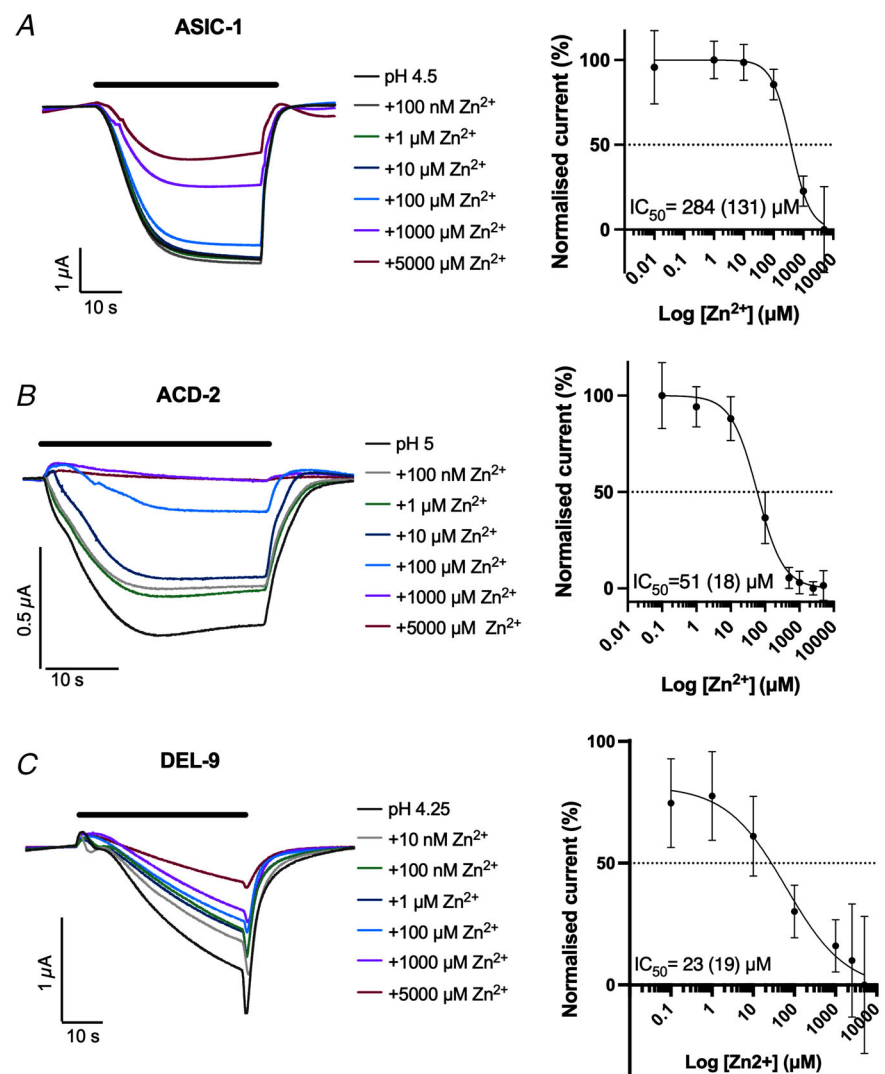 A
ASIC-1
pH 4.5
+100 nM Zn²⁺
+1 µM Zn²⁺
+10 µM Zn²⁺
+100 µM Zn²⁺
+1000 µM Zn²⁺
+5000 µM Zn²⁺
1 µA
10 s
Normalised current (%)
100
50
0
IC₅₀= 284 (131) µM
0.01
0.1
1
10
100
1000
10000
Log [Zn²⁺] (µM)
B
ACD-2
pH 5
+100 nM Zn²⁺
+1 µM Zn²⁺
+10 µM Zn²⁺
+100 µM Zn²⁺
+1000 µM Zn²⁺
+5000 µM Zn²⁺
0.5 µA
10 s
Normalised current (%)
100
50
0
IC₅₀=51 (18) µM
0.01
0.1
1
10
100
1000
10000
Log [Zn²⁺] (µM)
C
DEL-9
pH 4.25
+10 nM Zn²⁺
+100 nM Zn²⁺
+1 µM Zn²⁺
+100 µM Zn²⁺
+1000 µM Zn²⁺
+5000 µM Zn²⁺
1 µA
10 s
Normalised current (%)
100
50
0
IC₅₀= 23 (19) µM
0.1
1
10
100
1000
10000
Log [Zn2+] (µM)